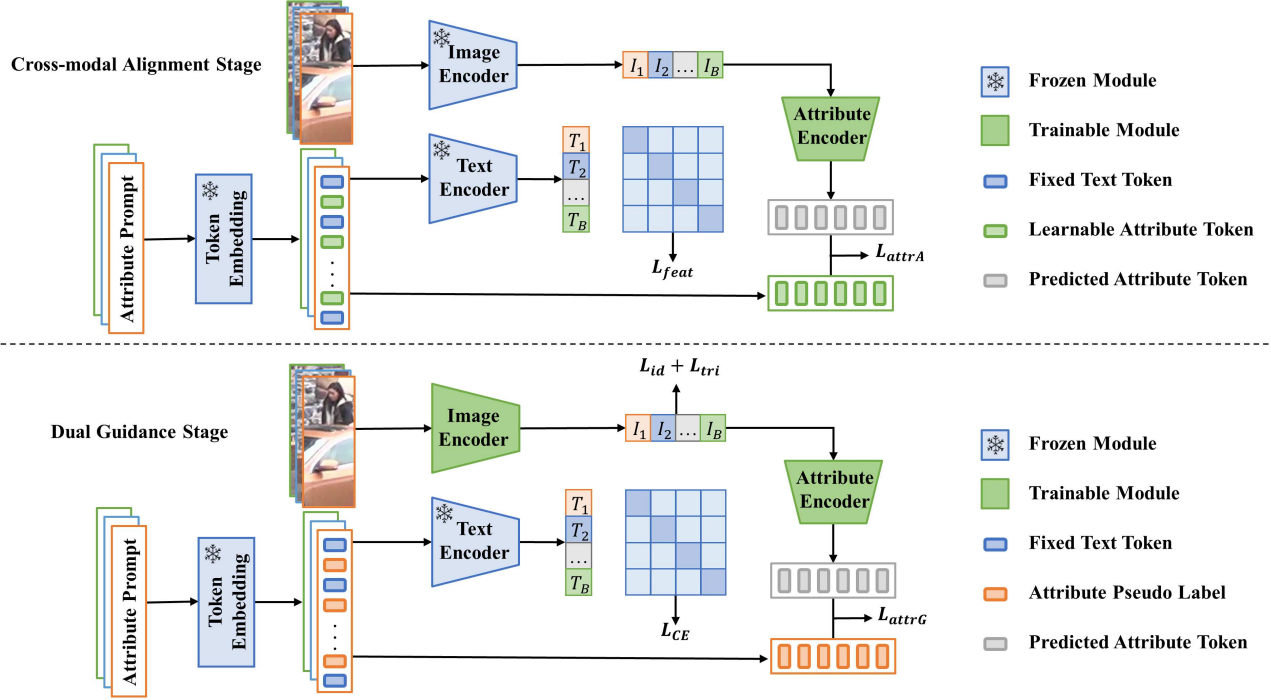 Cross-modal Alignment Stage
Attribute Prompt
Token
Embedding
Image
Encoder
Text
Encoder
I1 I2 ... IB
T1
T2
...
TB
Lfeat
Attribute
Encoder
LattrA
Frozen Module
Trainable Module
Fixed Text Token
Learnable Attribute Token
Predicted Attribute Token
Dual Guidance Stage
Attribute Prompt
Token
Embedding
Image
Encoder
Text
Encoder
Lid + Ltri
I1 I2 ... IB
T1
T2
...
TB
LCE
Attribute
Encoder
LattrG
Frozen Module
Trainable Module
Fixed Text Token
Attribute Pseudo Label
Predicted Attribute Token